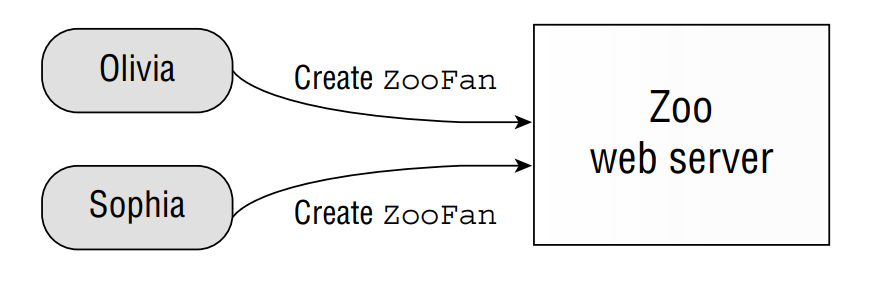 Olivia
Create ZooFan
Zoo
web server
Sophia
Create ZooFan